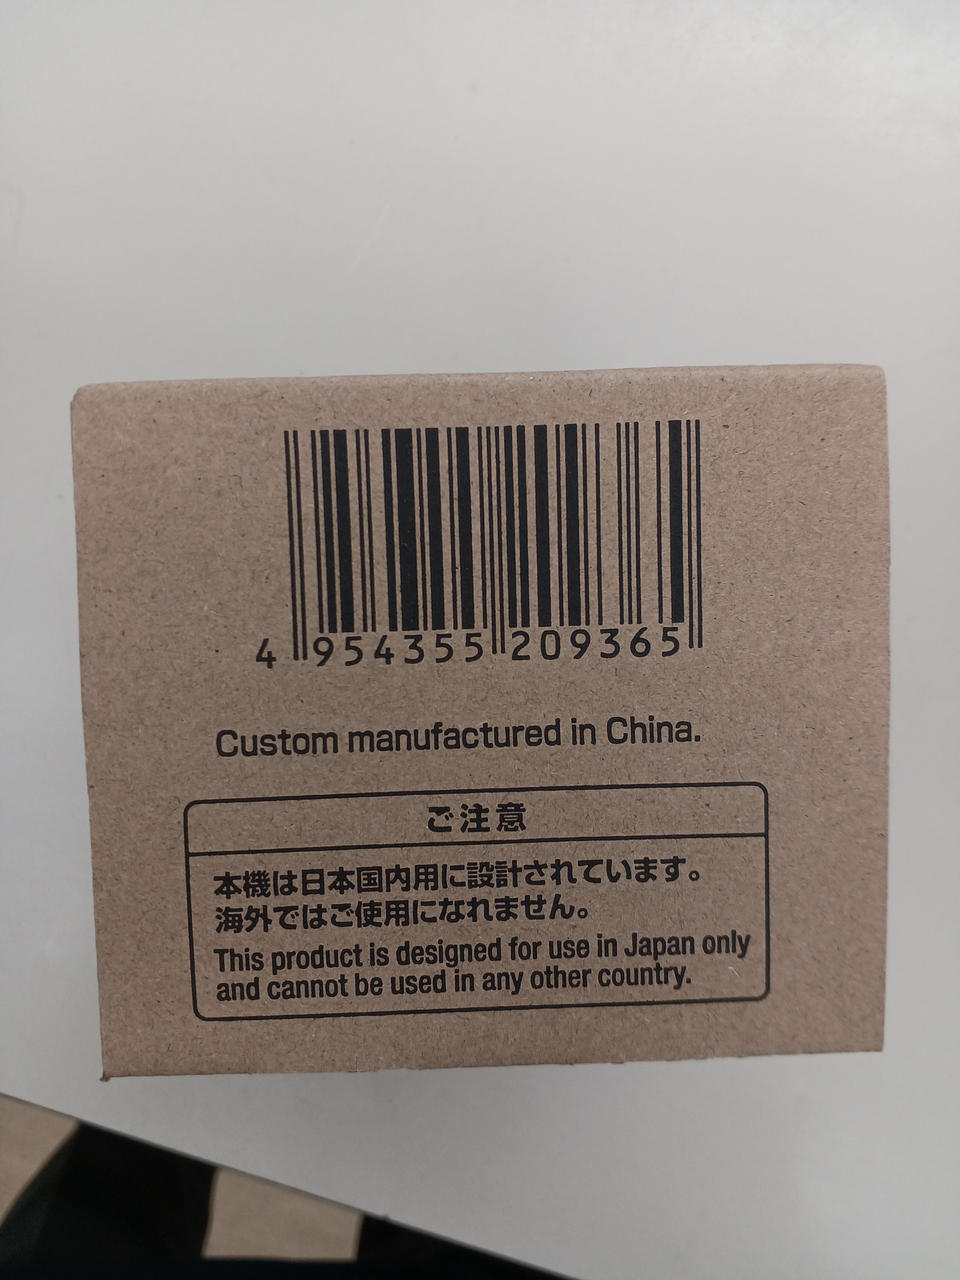 4 954355 209365
Custom manufactured in China.
ご注意
本機は日本国内用に設計されています。
海外ではご使用になれません。
This product is designed for use in Japan only
and cannot be used in any other country.